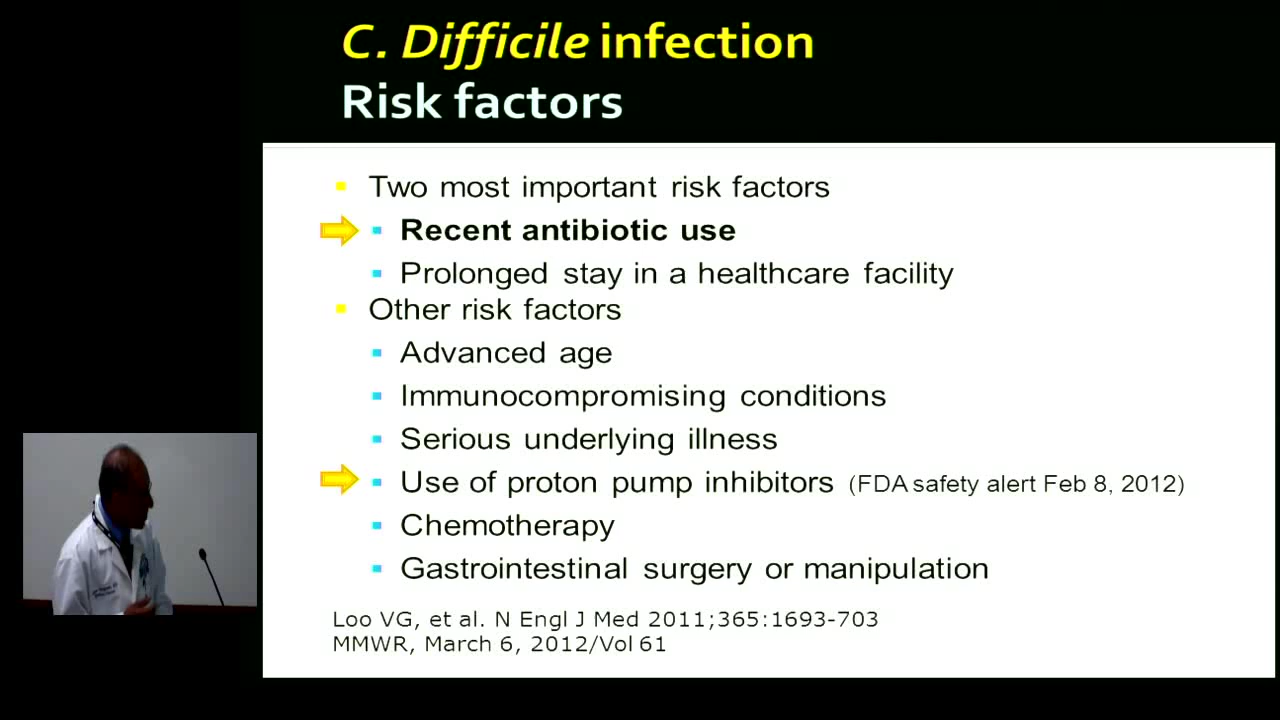 C. Difficile infection
Risk factors
Two most important risk factors
Recent antibiotic use
Prolonged stay in a healthcare facility
Other risk factors
Advanced age
Immunocompromising conditions
Serious underlying illness
Use of proton pump inhibitors (FDA safety alert Feb 8, 2012)
Chemotherapy
Gastrointestinal surgery or manipulation
Loo VG, et al. N Engl J Med 2011;365:1693-703
MMWR, March 6, 2012/Vol 61